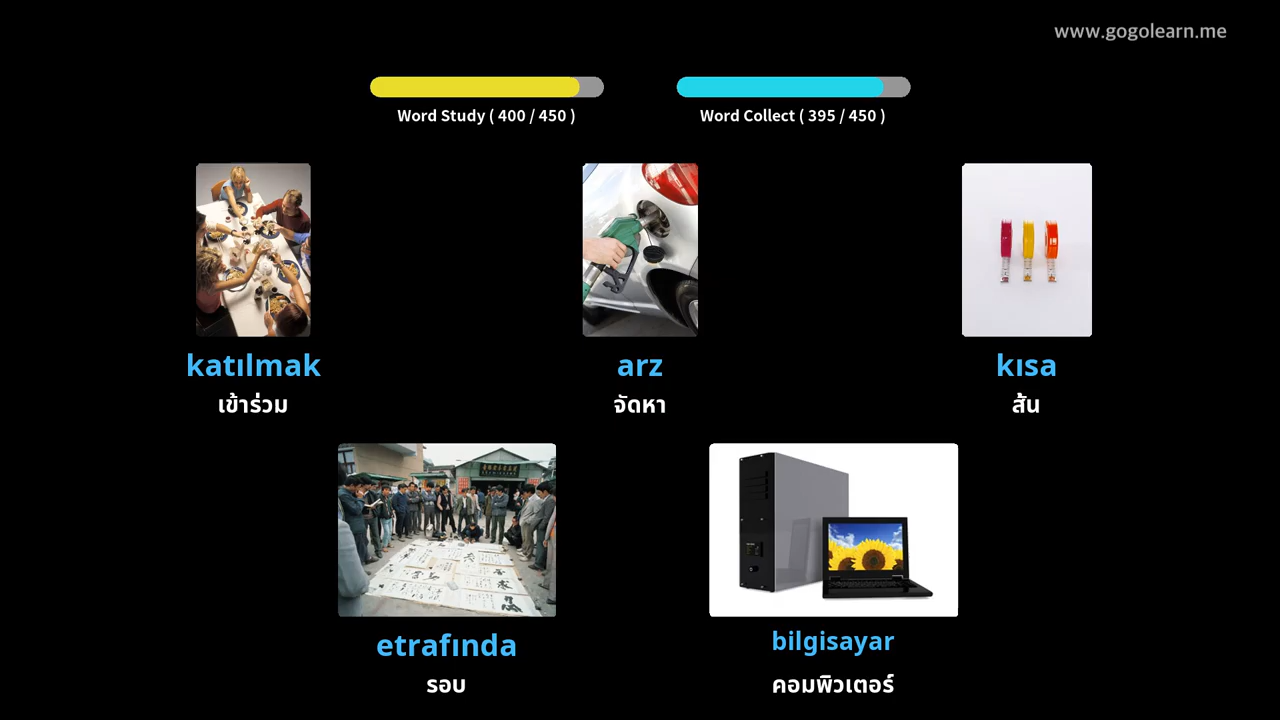 www.gogolearn.me
Word Study ( 400 / 450 )
Word Collect ( 395 / 450 )
katılmak
arz
kısa
เข้าร่วม
จัดหา
สั้น
etrafında
bilgisayar
รอบ
คอมพิวเตอร์